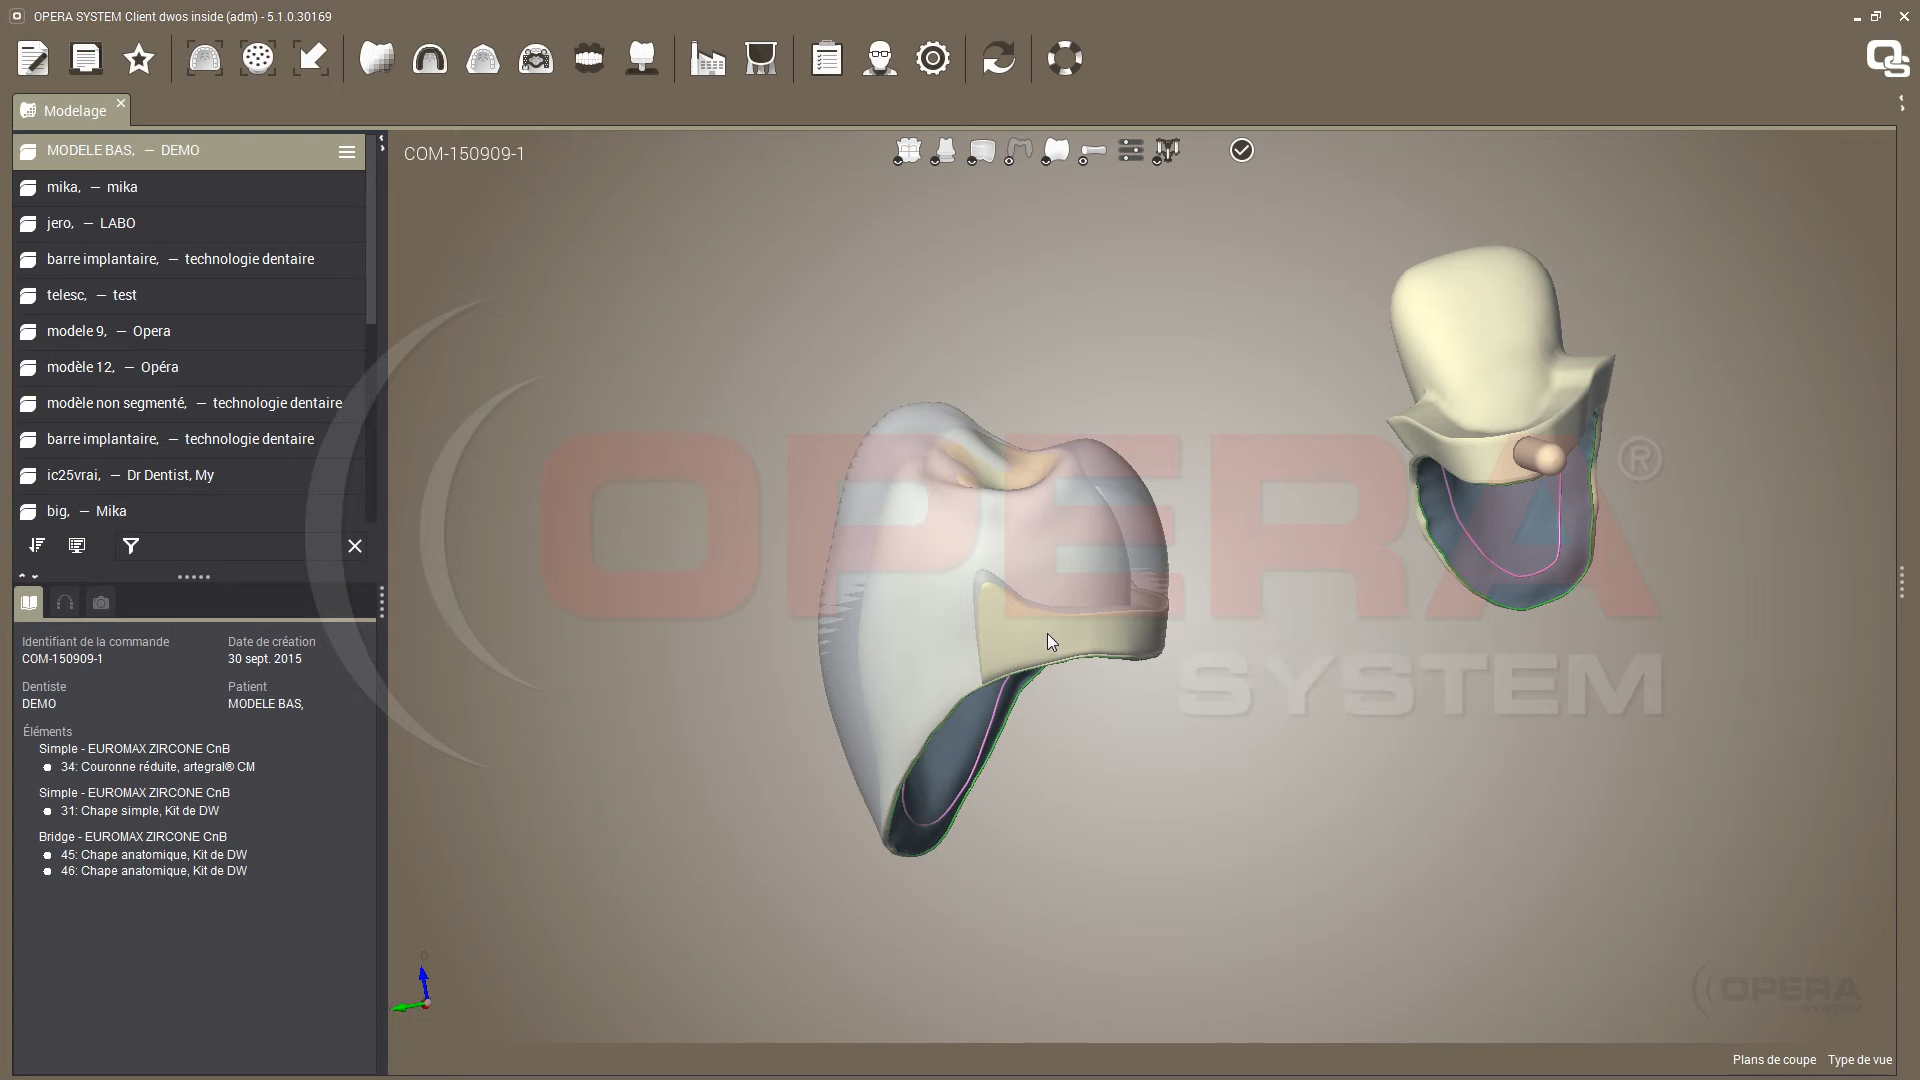 OPERA SYSTEM Client dwos inside (adm) - 5.1.0.30169
QS
Modelage
MODELE BAS, — DEMO
mika, — mika
jero, — LABO
barre implantaire, — technologie dentaire
telesc, — test
modele 9, — Opera
modèle 12, — Opéra
modèle non segmenté, — technologie dentaire
barre implantaire, — technologie dentaire
ic25vrai, — Dr Dentist, My
big, — Mika
Identifiant de la commande
COM-150909-1
Date de création
30 sept. 2015
Dentiste
DEMO
Patient
MODELE BAS,
Éléments
Simple - EUROMAX ZIRCONE CnB
34: Couronne réduite, artegral® CM
Simple - EUROMAX ZIRCONE CnB
31: Chape simple, Kit de DW
Bridge - EUROMAX ZIRCONE CnB
45: Chape anatomique, Kit de DW
46: Chape anatomique, Kit de DW
COM-150909-1
OPERA®
SYSTEM
0
OPERA
SYSTEM
Plans de coupe Type de vue